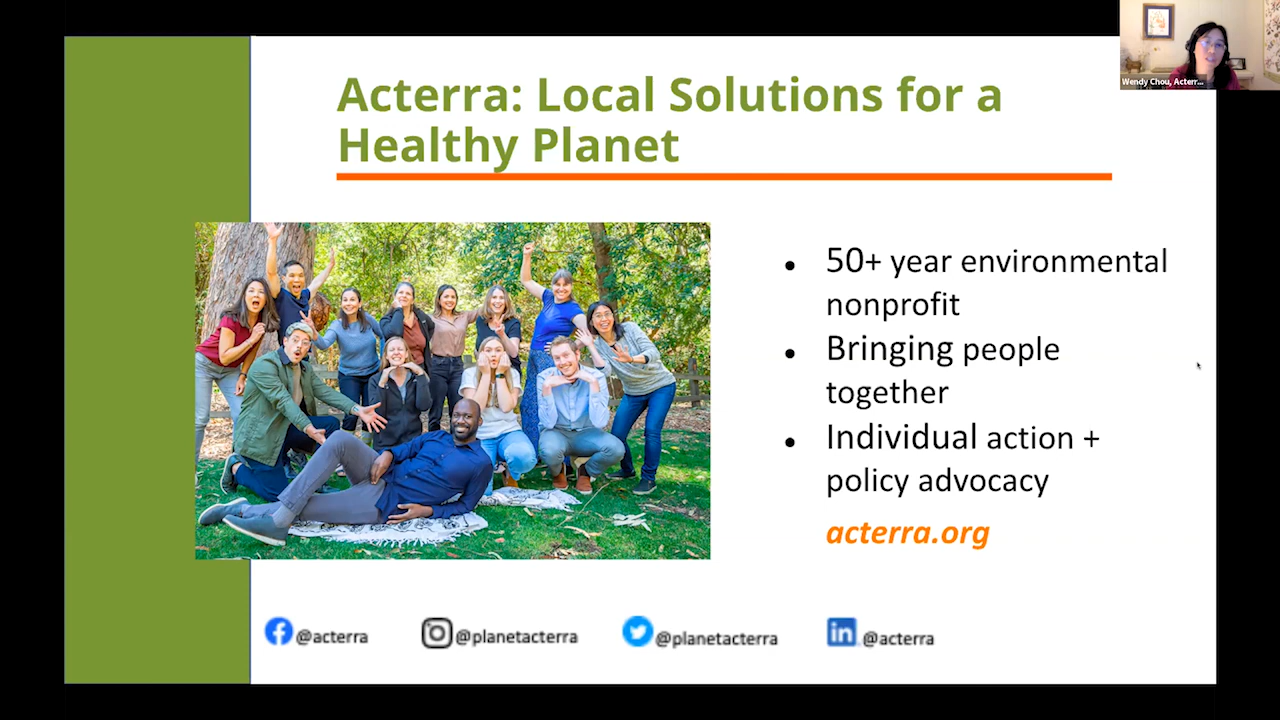 Wendy Chou, Acterr...
Acterra: Local Solutions for a
Healthy Planet
50+ year environmental
nonprofit
Bringing people
together
Individual action +
policy advocacy
acterra.org
@acterra
@planetacterra
@planetacterra
in @acterra